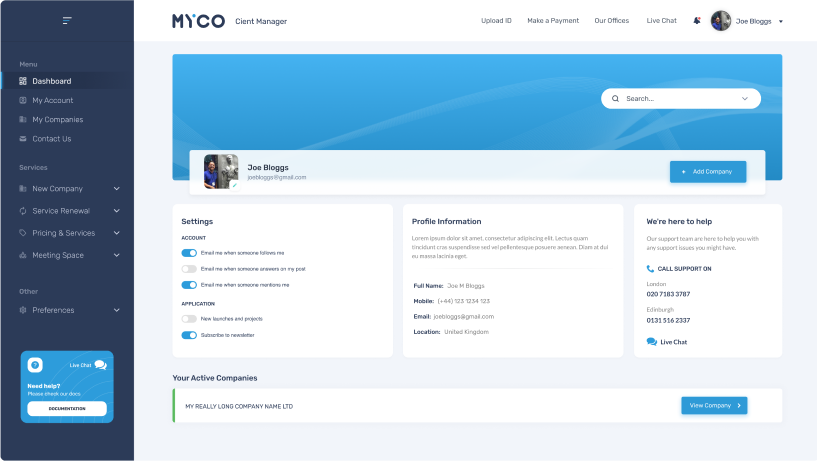 MYCO
Cient Manager
Upload ID
Make a Payment
Our Offices
Live Chat
Joe Bloggs
Menu
Dashboard
My Account
My Companies
Contact Us
Services
New Company
Service Renewal
Pricing & Services
Meeting Space
Other
Preferences
Live Chat
Need help?
Please check our docs
DOCUMENTATION
Search...
Joe Bloggs
joebloggs@gmail.com
+ Add Company
Settings
ACCOUNT
Email me when someone follows me
Email me when someone answers on my post
Email me when someone mentions me
APPLICATION
New launches and projects
Subscribe to newsletter
Profile Information
Lorem ipsum dolor sit amet, consectetur adipiscing elit. Lectus quam
tincidunt cras suspendisse sed vel pellentesque posuere aenean. Diam at dui
eu massa lacinia eget.
Full Name: Joe M Bloggs
Mobile: (+44) 123 1234 123
Email: joebloggs@gmail.com
Location: United Kingdom
We're here to help
Our support team are here to help you with
any support issues you might have.
CALL SUPPORT ON
London
020 7183 3787
Edinburgh
0131 516 2337
Live Chat
Your Active Companies
MY REALLY LONG COMPANY NAME LTD
View Company